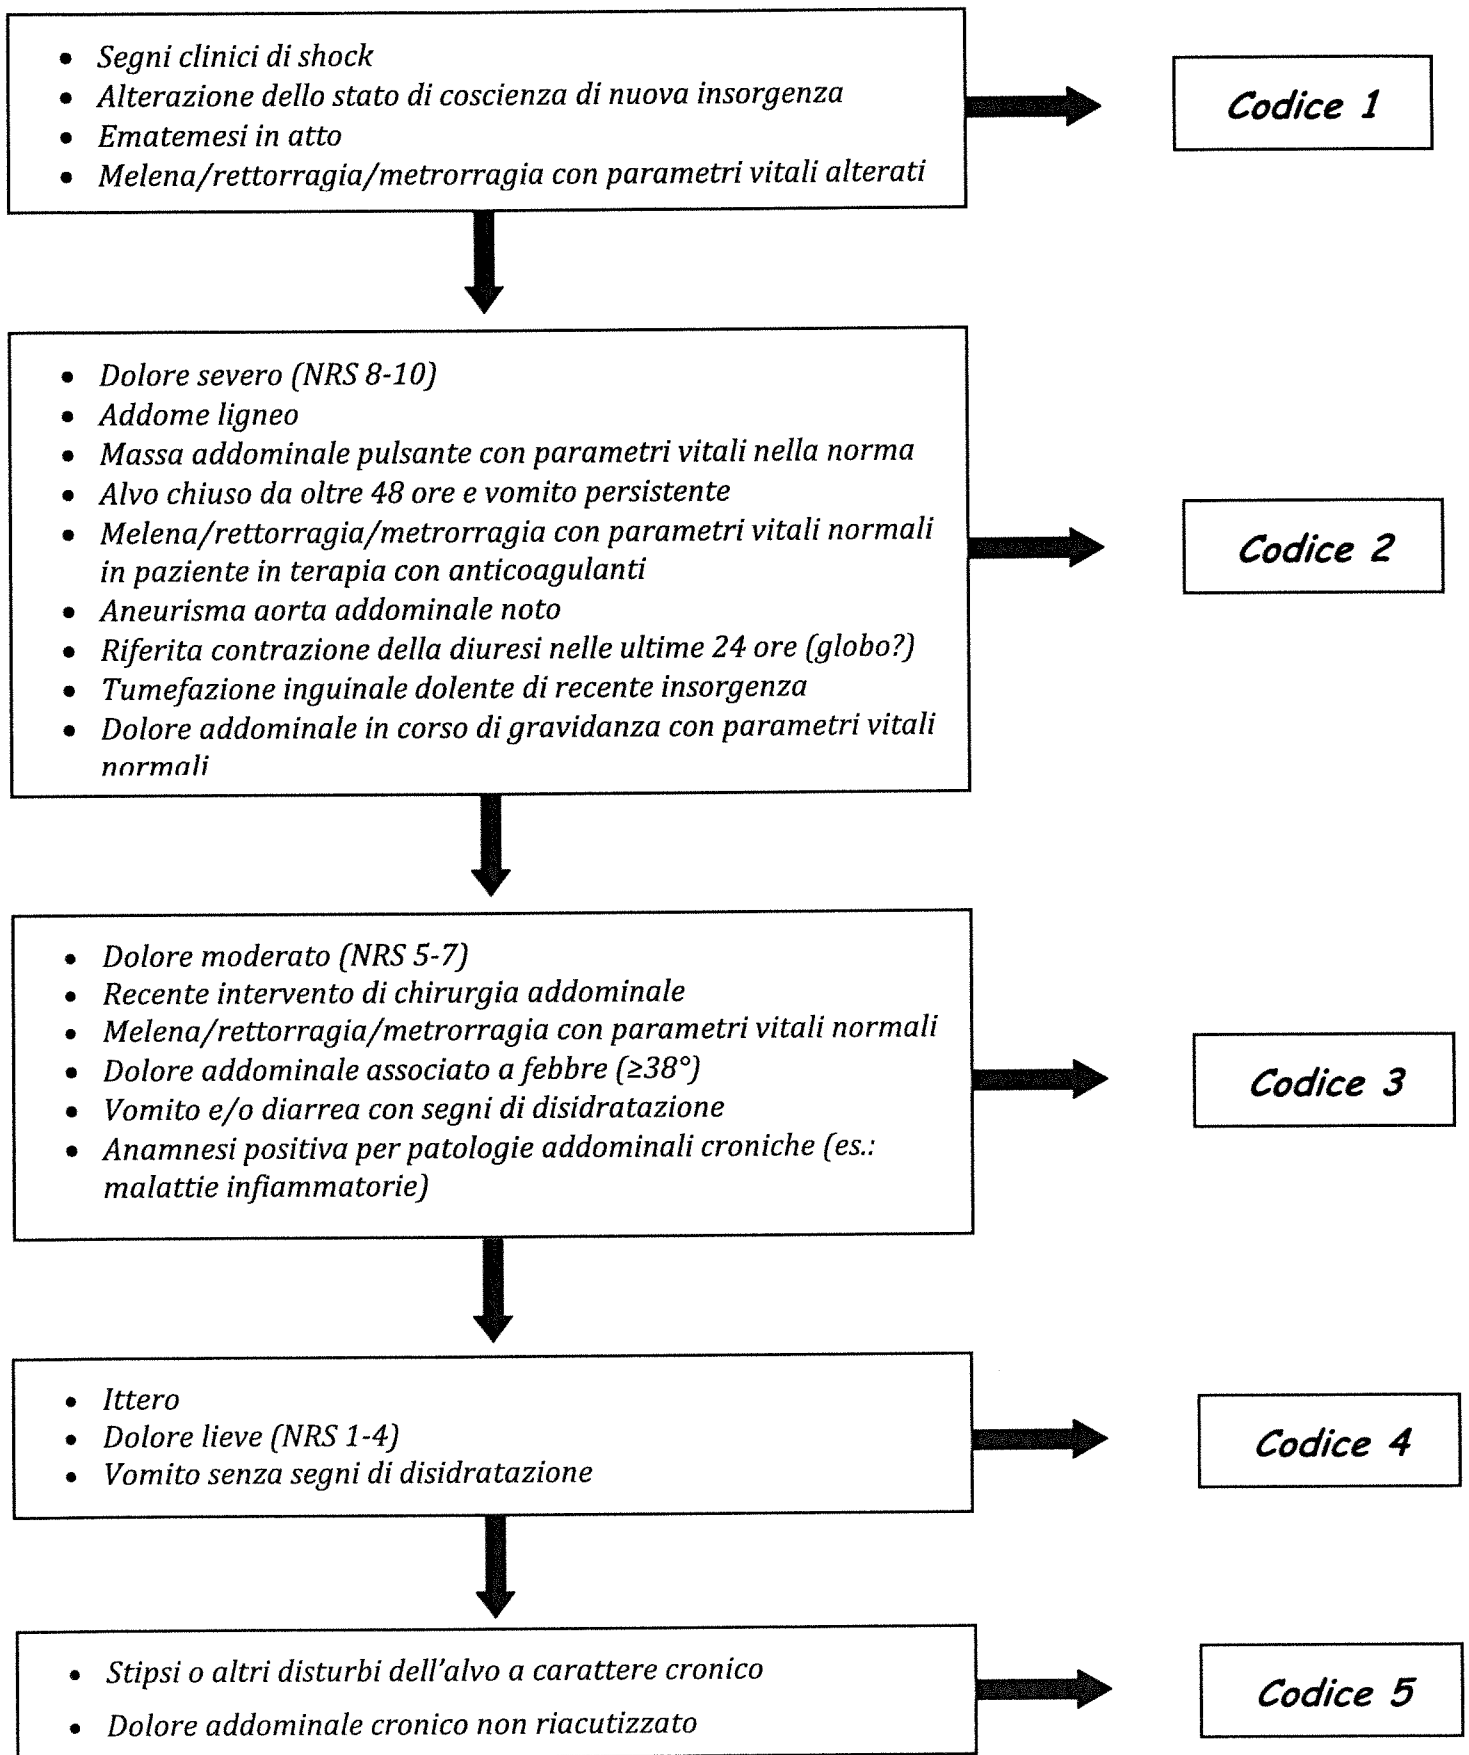 • Segni clinici di shock
• Alterazione dello stato di coscienza di nuova insorgenza
• Ematemesi in atto
• Melena/rettorragia/metrorragia con parametri vitali alterati
Codice 1
• Dolore severo (NRS 8-10)
• Addome ligneo
• Massa addominale pulsante con parametri vitali nella norma
• Alvo chiuso da oltre 48 ore e vomito persistente
• Melena/rettorragia/metrorragia con parametri vitali normali
in paziente in terapia con anticoagulanti
• Aneurisma aorta addominale noto
• Riferita contrazione della diuresi nelle ultime 24 ore (globo?)
• Tumefazione inguinale dolente di recente insorgenza
• Dolore addominale in corso di gravidanza con parametri vitali
normali
Codice 2
• Dolore moderato (NRS 5-7)
• Recente intervento di chirurgia addominale
• Melena/rettorragia/metrorragia con parametri vitali normali
• Dolore addominale associato a febbre (≥38°)
• Vomito e/o diarrea con segni di disidratazione
• Anamnesi positiva per patologie addominali croniche (es.:
malattie infiammatorie)
Codice 3
• Ittero
• Dolore lieve (NRS 1-4)
• Vomito senza segni di disidratazione
Codice 4
• Stipsi o altri disturbi dell'alvo a carattere cronico
• Dolore addominale cronico non riacutizzato
Codice 5